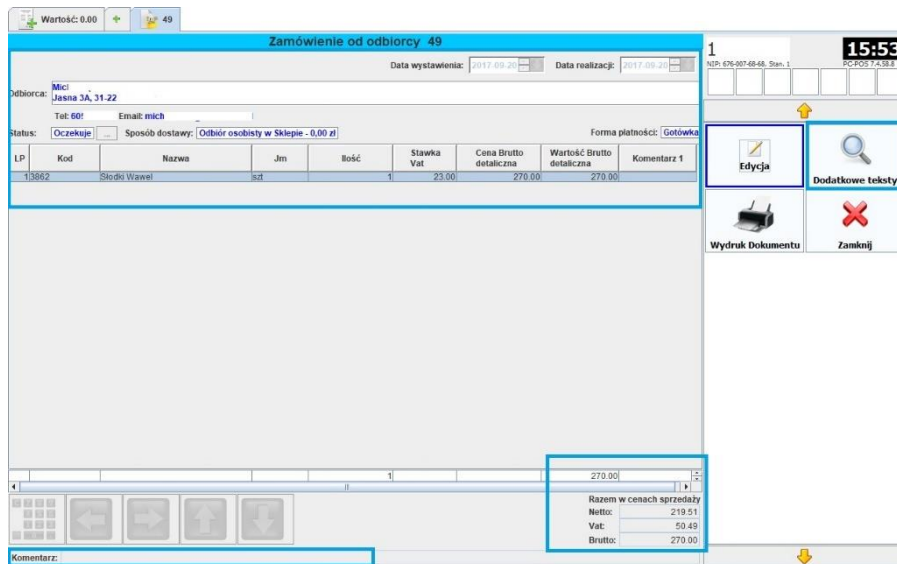 Wartość: 0.00
49
Zamówienie od odbiorcy 49
Data wystawienia: 2017-09-20 Data realizacji: 2017-09-20
Odbiorca: Mic
Jasna 3A, 31-22
Tel: 60 Email: mich
Status: Oczekuje ... Sposób dostawy: Odbiór osobisty w Sklepie - 0,00 zł Forma płatności: Gotówka
LP Kod Nazwa Jm Ilość Stawka Vat Cena Brutto detaliczna Wartość Brutto detaliczna Komentarz 1
1 3862 Słodki Wawel szt 1 23.00 270.00 270.00
1 270.00
Razem w cenach sprzedaży
Netto: 219.51
Vat: 50.49
Brutto: 270.00
Komentarz:
1 15:53
NIP: 676-007-68-68, Stan. 1 PC-POS 7.4.58.8
Edycja
Dodatkowe teksty
Wydruk Dokumentu
Zamknij